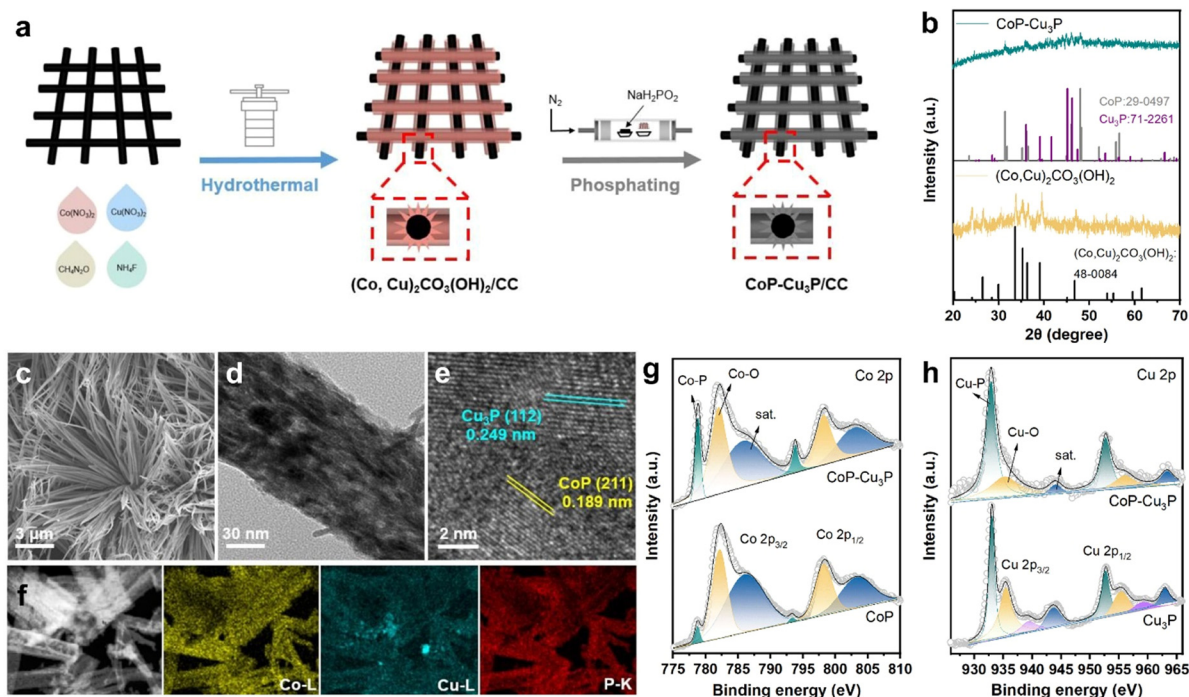 a
N₂
NaH₂PO₂
Hydrothermal
Phosphating
Co(NO₃)₂
Cu(NO₃)₂
CH₄N₂O
NH₄F
(Co, Cu)₂CO₃(OH)₂/CC
CoP-Cu₃P/CC
b
CoP-Cu₃P
CoP:29-0497
Cu₃P:71-2261
(Co,Cu)₂CO₃(OH)₂
(Co,Cu)₂CO₃(OH)₂:
48-0084
Intensity (a.u.)
20 30 40 50 60 70
2θ (degree)
c
3 μm
d
30 nm
e
Cu₃P (112)
0.249 nm
CoP (211)
0.189 nm
2 nm
f
Co-L
Cu-L
P-K
g
Co 2p
Co-P
Co-O
sat.
CoP-Cu₃P
Co 2p₃/₂
Co 2p₁/₂
CoP
Intensity (a.u.)
775 780 785 790 795 800 805 810
Binding energy (eV)
h
Cu 2p
Cu-P
Cu-O
sat.
CoP-Cu₃P
Cu 2p₃/₂
Cu 2p₁/₂
Cu₃P
Intensity (a.u.)
930 935 940 945 950 955 960 965
Binding energy (eV)